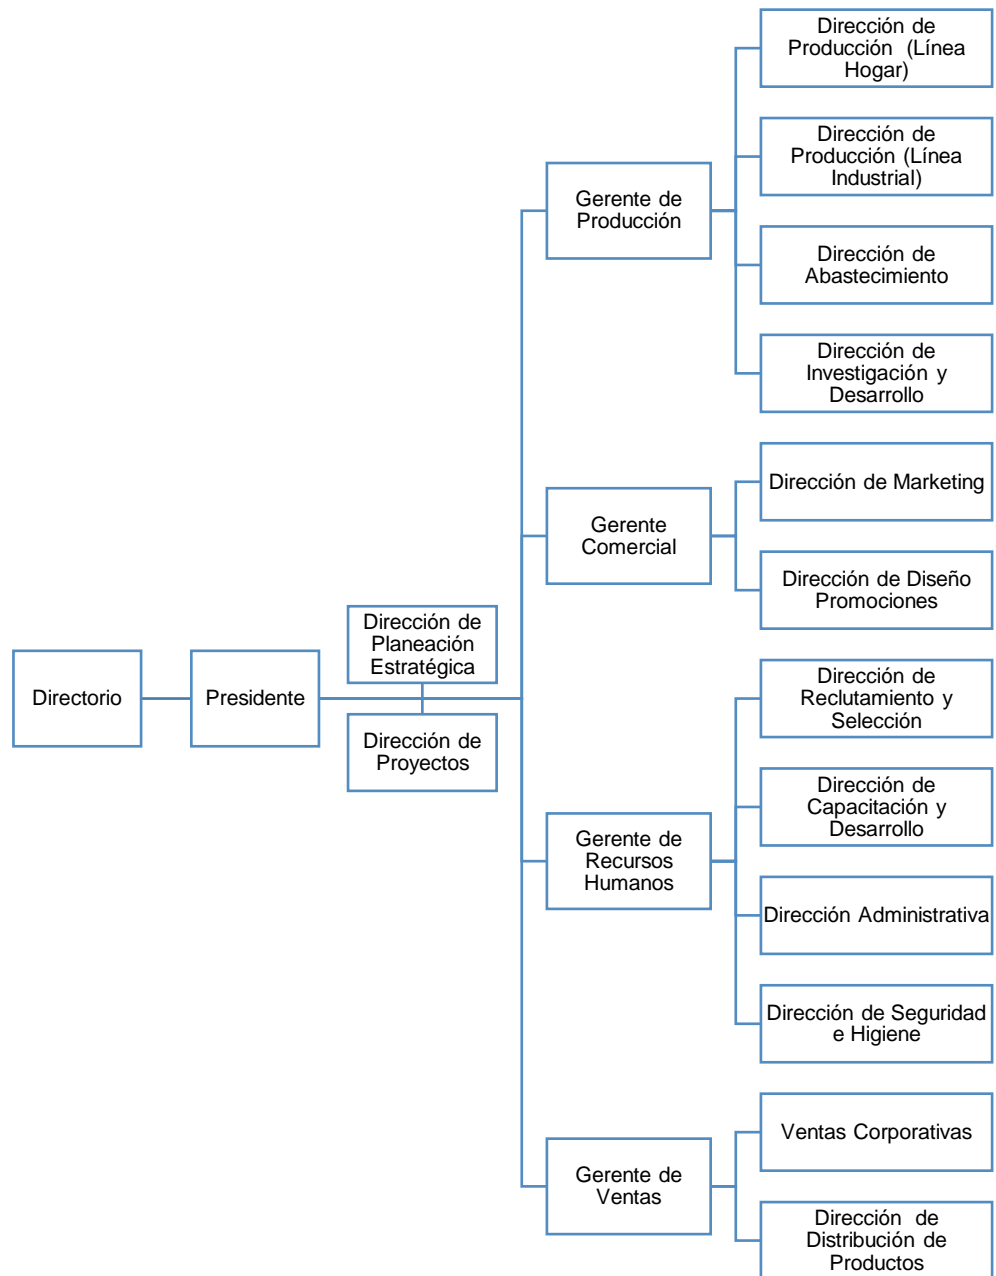 Directorio
Presidente
Dirección de
Planeación
Estratégica
Dirección de
Proyectos
Gerente de
Producción
Dirección de
Producción (Línea
Hogar)
Dirección de
Producción (Línea
Industrial)
Dirección de
Abastecimiento
Dirección de
Investigación y
Desarrollo
Gerente
Comercial
Dirección de Marketing
Dirección de Diseño
Promociones
Gerente de
Recursos
Humanos
Dirección de
Reclutamiento y
Selección
Dirección de
Capacitación y
Desarrollo
Dirección Administrativa
Dirección de Seguridad
e Higiene
Gerente de
Ventas
Ventas Corporativas
Dirección de
Distribución de
Productos